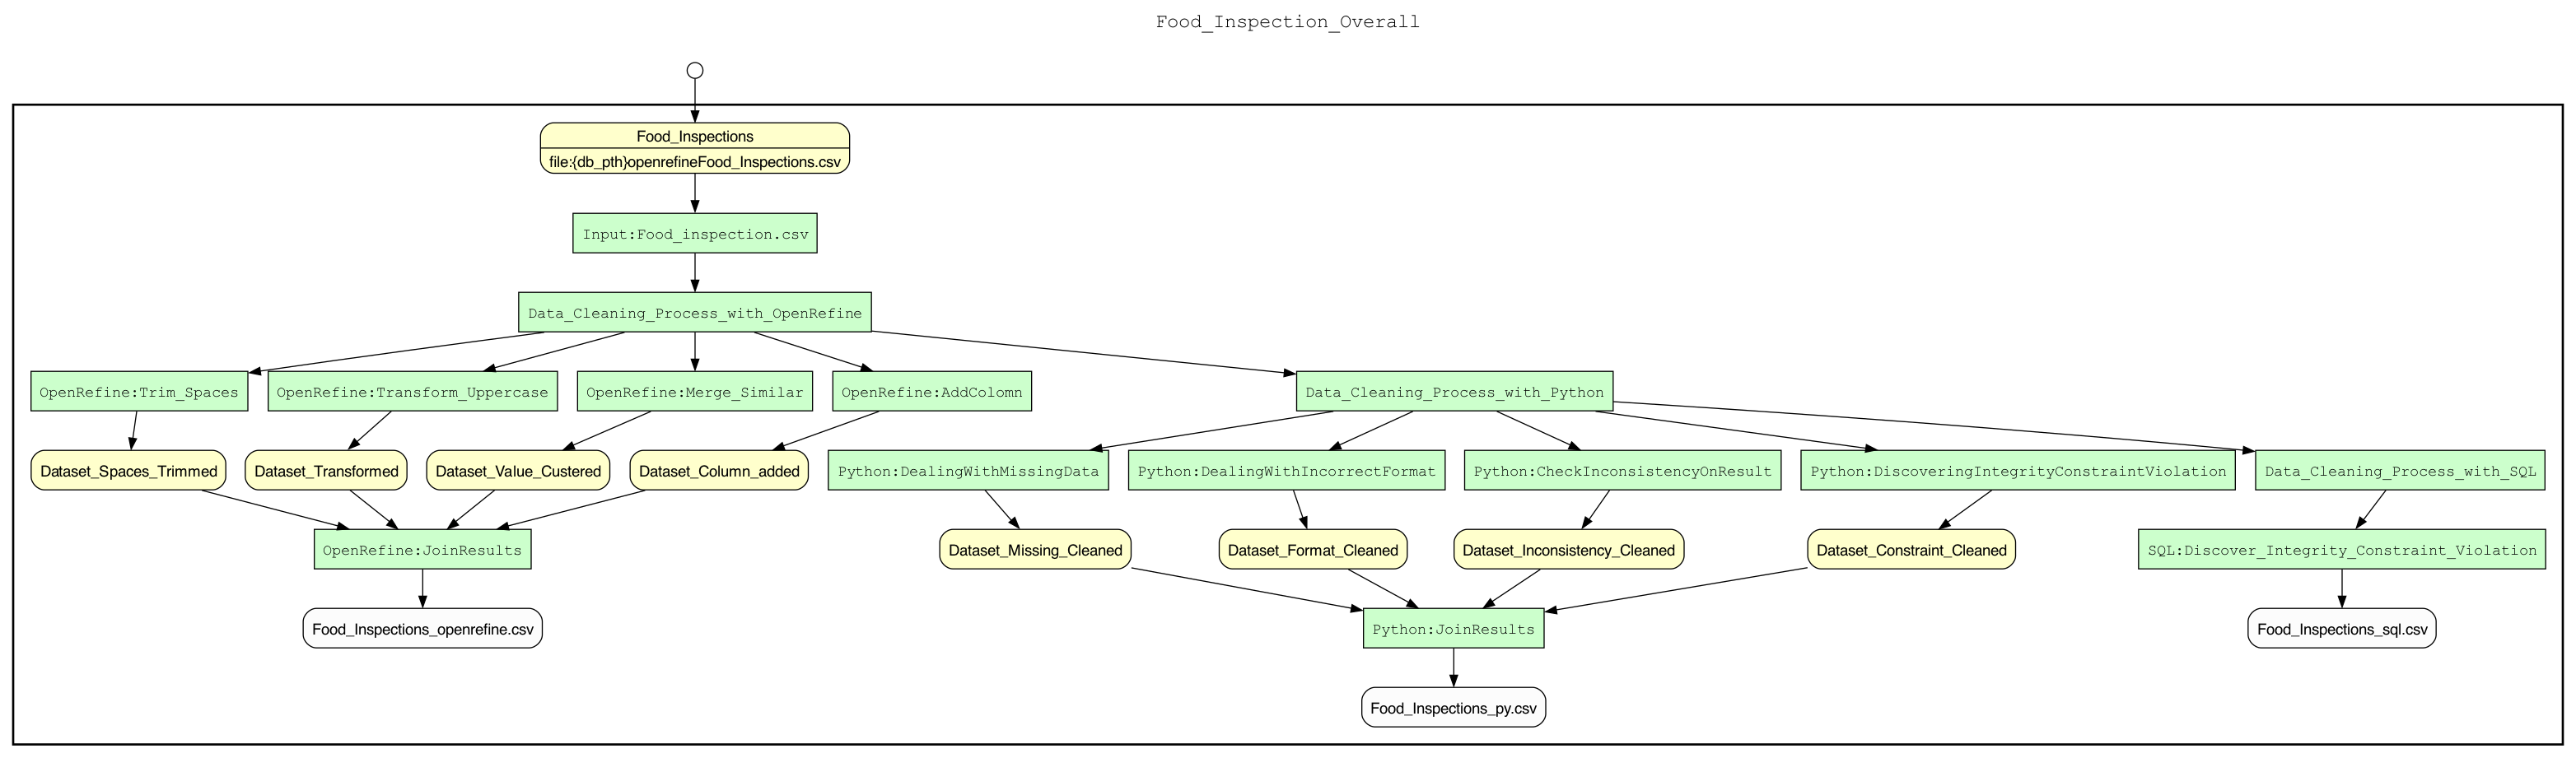 Food_Inspection_Overall
Food_Inspections
file:{db_pth}openrefineFood_Inspections.csv
Input:Food_inspection.csv
Data_Cleaning_Process_with_OpenRefine
OpenRefine:Trim_Spaces
OpenRefine:Transform_Uppercase
OpenRefine:Merge_Similar
OpenRefine:AddColomn
Data_Cleaning_Process_with_Python
Dataset_Spaces_Trimmed
Dataset_Transformed
Dataset_Value_Custered
Dataset_Column_added
Python:DealingWithMissingData
Python:DealingWithIncorrectFormat
Python:CheckInconsistencyOnResult
Python:DiscoveringIntegrityConstraintViolation
Data_Cleaning_Process_with_SQL
OpenRefine:JoinResults
Dataset_Missing_Cleaned
Dataset_Format_Cleaned
Dataset_Inconsistency_Cleaned
Dataset_Constraint_Cleaned
SQL:Discover_Integrity_Constraint_Violation
Food_Inspections_openrefine.csv
Python:JoinResults
Food_Inspections_sql.csv
Food_Inspections_py.csv